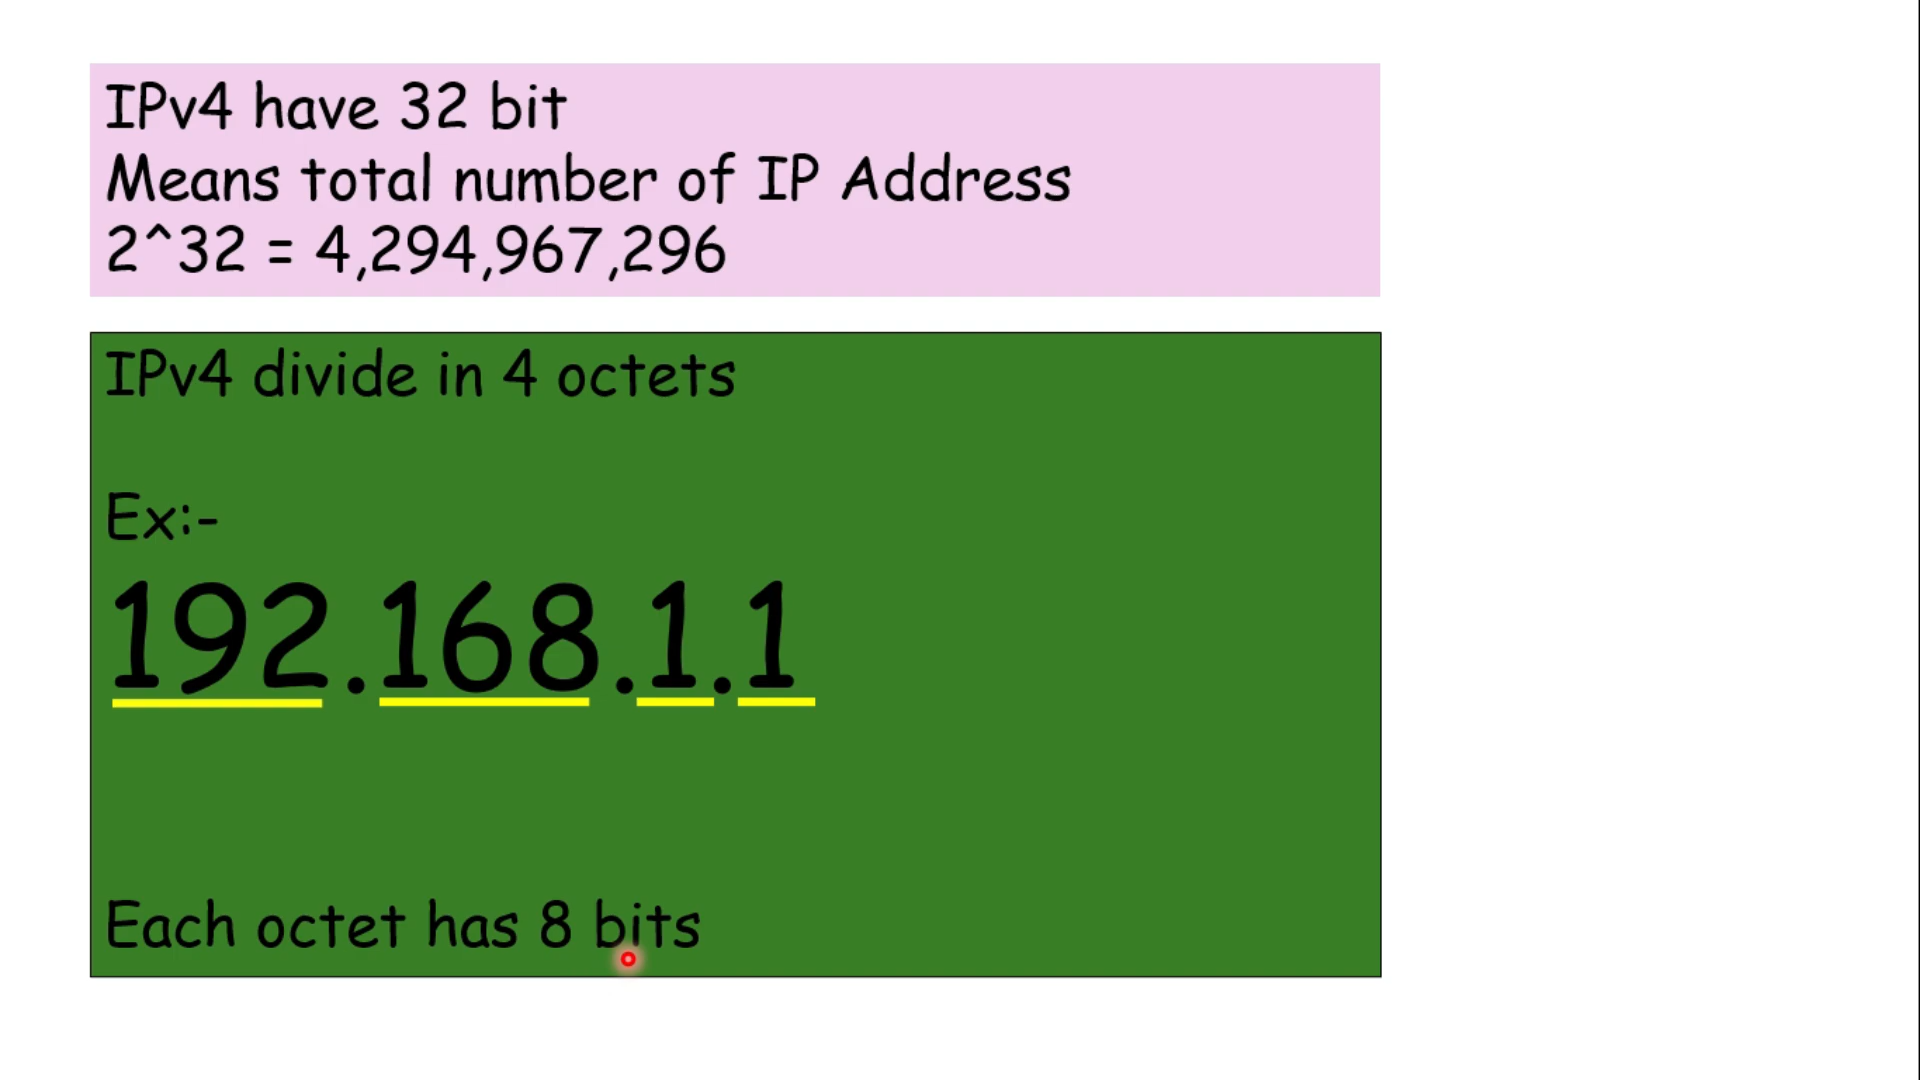 IPv4 have 32 bit
Means total number of IP Address
2^32 = 4,294,967,296
IPv4 divide in 4 octets
Ex:-
192.168.1.1
Each octet has 8 bits